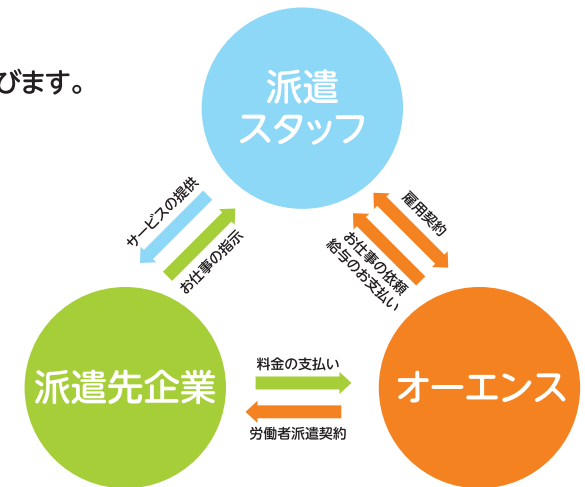 びます。
派遣
スタッフ
サービスの提供
お仕事の指示
雇用契約
お仕事の依頼
給与のお支払い
派遣先企業
料金の支払い
労働者派遣契約
オーエンス